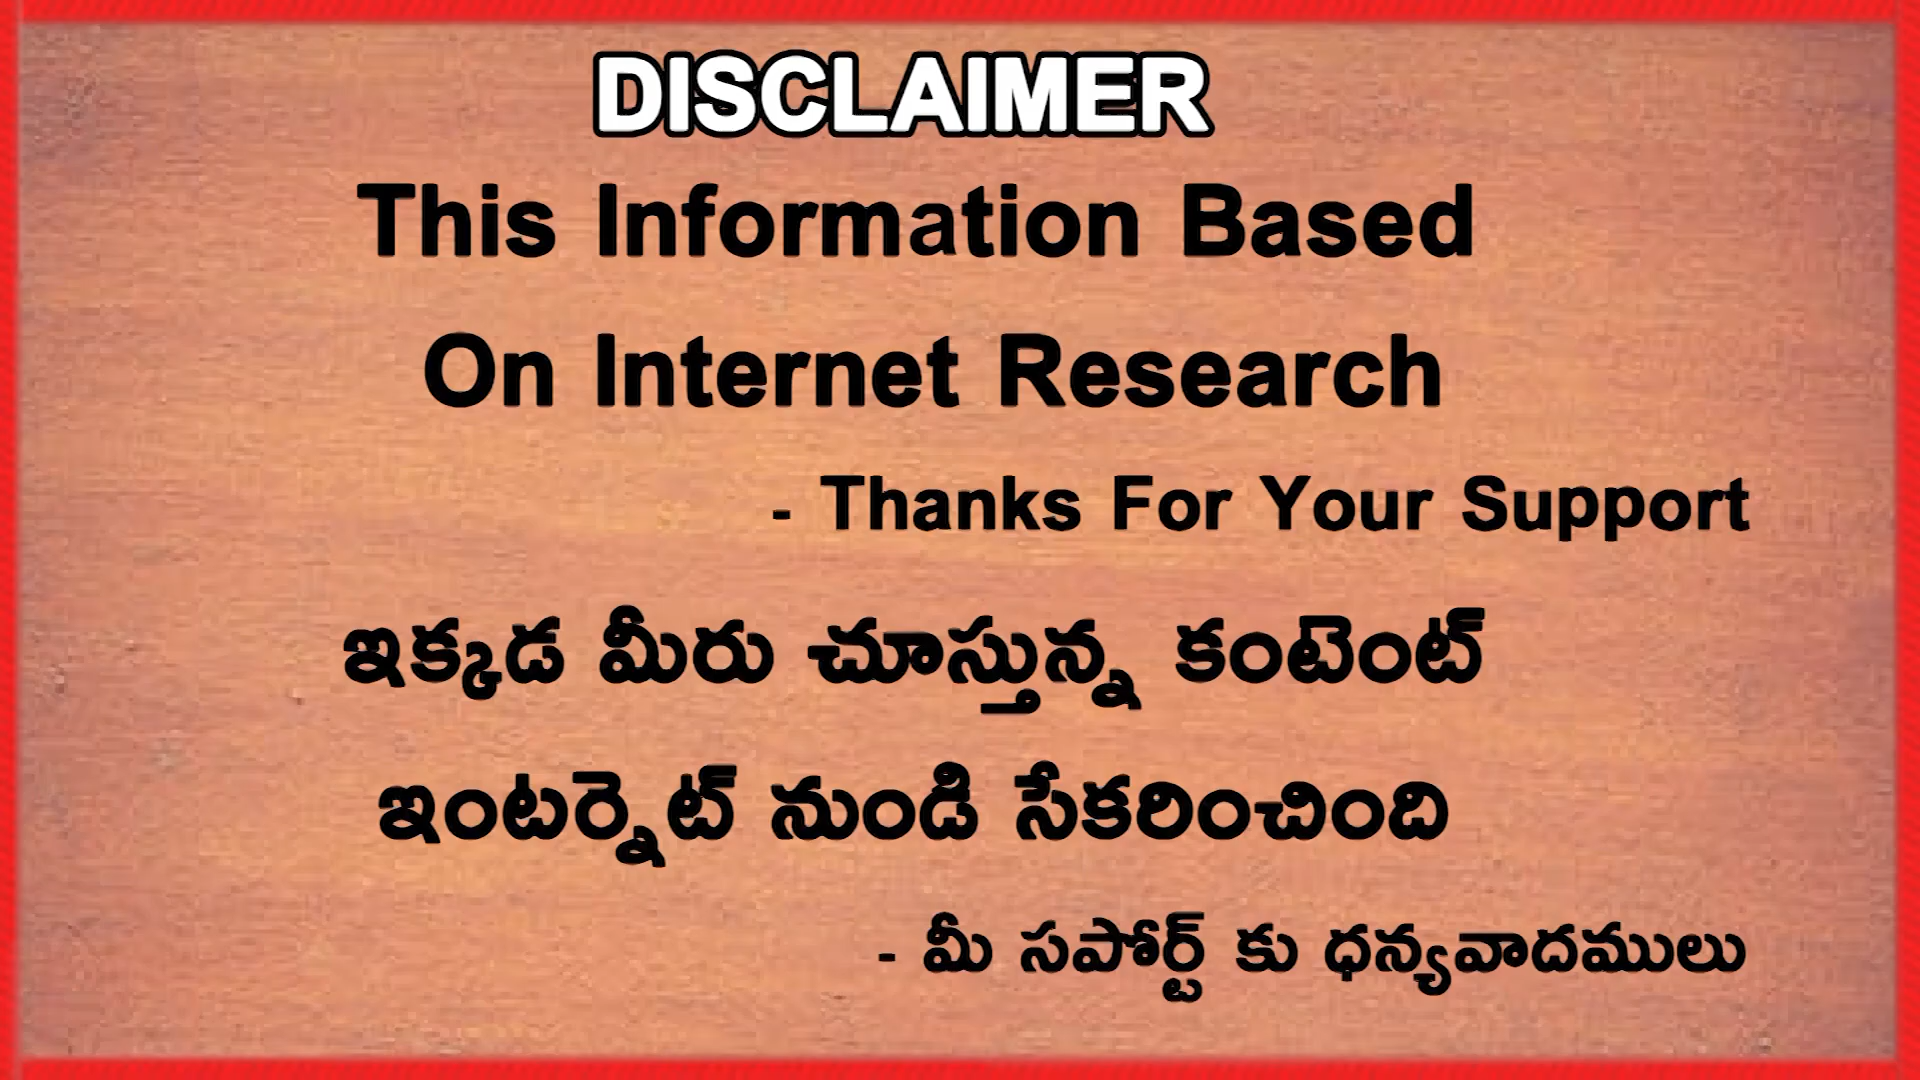 DISCLAIMER
This Information Based
On Internet Research
- Thanks For Your Support
ఇక్కడ మీరు చూస్తున్న కంటెంట్
ఇంటర్నెట్ నుండి సేకరించింది
- మీ సపోర్ట్ కు ధన్యవాదములు